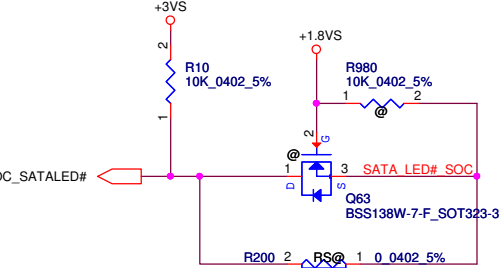 +3VS
+1.8VS
2
R10
10K_0402_5%
1
R980
10K_0402_5%
1
2
@
2
G
@
OC_SATALED#
1
D
3
S
SATA_LED#_SOC
Q63
BSS138W-7-F_SOT323-3
R200
2
RS@
1
0_0402_5%